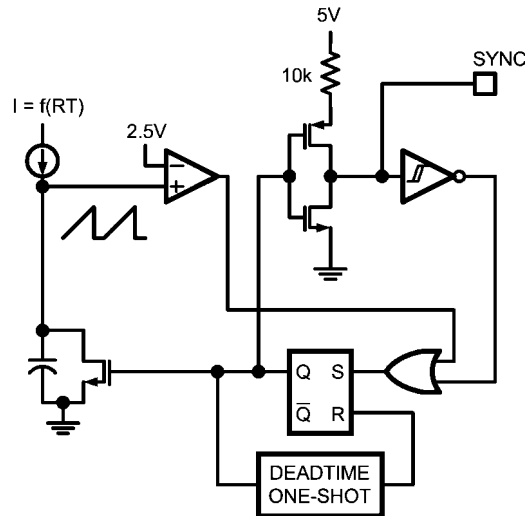 5V
SYNC
10k
I = f(RT)
2.5V
−
+
Q S
Q̅ R
DEADTIME
ONE-SHOT